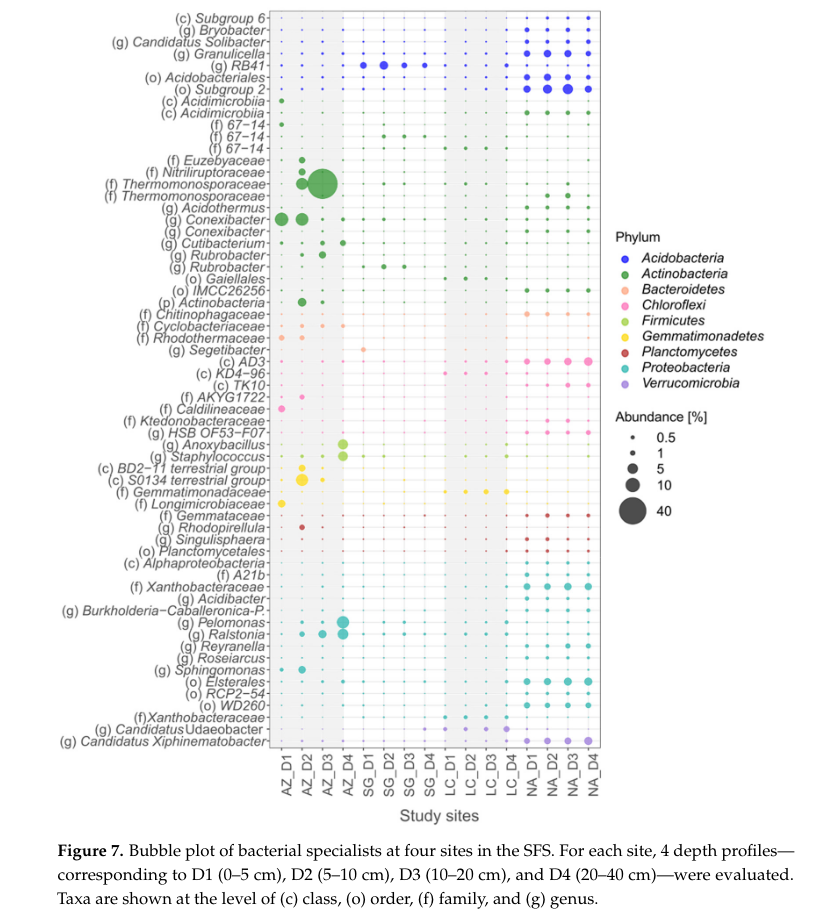 (c) Subgroup 6
(g) Bryobacter
(g) Candidatus Solibacter
(g) Granulicella
(g) RB41
(o) Acidobacteriales
(o) Subgroup 2
(c) Acidimicrobiia
(c) Acidimicrobiia
(f) 67−14
(f) 67−14
(f) 67−14
(f) Euzebyaceae
(f) Nitriliruptoraceae
(f) Thermomonosporaceae
(f) Thermomonosporaceae
(g) Acidothermus
(g) Conexibacter
(g) Conexibacter
(g) Cutibacterium
(g) Rubrobacter
(g) Rubrobacter
(o) Gaiellales
(o) IMCC26256
(p) Actinobacteria
(f) Chitinophagaceae
(f) Cyclobacteriaceae
(f) Rhodothermaceae
(g) Segetibacter
(c) AD3
(c) KD4−96
(c) TK10
(f) AKYG1722
(f) Caldilineaceae
(f) Ktedonobacteraceae
(g) HSB OF53−F07
(g) Anoxybacillus
(g) Staphylococcus
(c) BD2−11 terrestrial group
(c) S0134 terrestrial group
(f) Gemmatimonadaceae
(f) Longimicrobiaceae
(f) Gemmataceae
(g) Rhodopirellula
(g) Singulisphaera
(o) Planctomycetales
(c) Alphaproteobacteria
(f) A21b
(f) Xanthobacteraceae
(g) Acidibacter
(g) Burkholderia−Caballeronica-P.
(g) Pelomonas
(g) Ralstonia
(g) Reyranella
(g) Roseiarcus
(g) Sphingomonas
(o) Elsterales
(o) RCP2−54
(o) WD260
(f)Xanthobacteraceae
(g) CandidatusUdaeobacter
(g) Candidatus Xiphinematobacter
AZ_D1
AZ_D2
AZ_D3
AZ_D4
SG_D1
SG_D2
SG_D3
SG_D4
LC_D1
LC_D2
LC_D3
LC_D4
NA_D1
NA_D2
NA_D3
NA_D4
Study sites
Phylum
Acidobacteria
Actinobacteria
Bacteroidetes
Chloroflexi
Firmicutes
Gemmatimonadetes
Planctomycetes
Proteobacteria
Verrucomicrobia
Abundance [%]
0.5
1
5
10
40
Figure 7. Bubble plot of bacterial specialists at four sites in the SFS. For each site, 4 depth profiles—
corresponding to D1 (0–5 cm), D2 (5–10 cm), D3 (10–20 cm), and D4 (20–40 cm)—were evaluated.
Taxa are shown at the level of (c) class, (o) order, (f) family, and (g) genus.